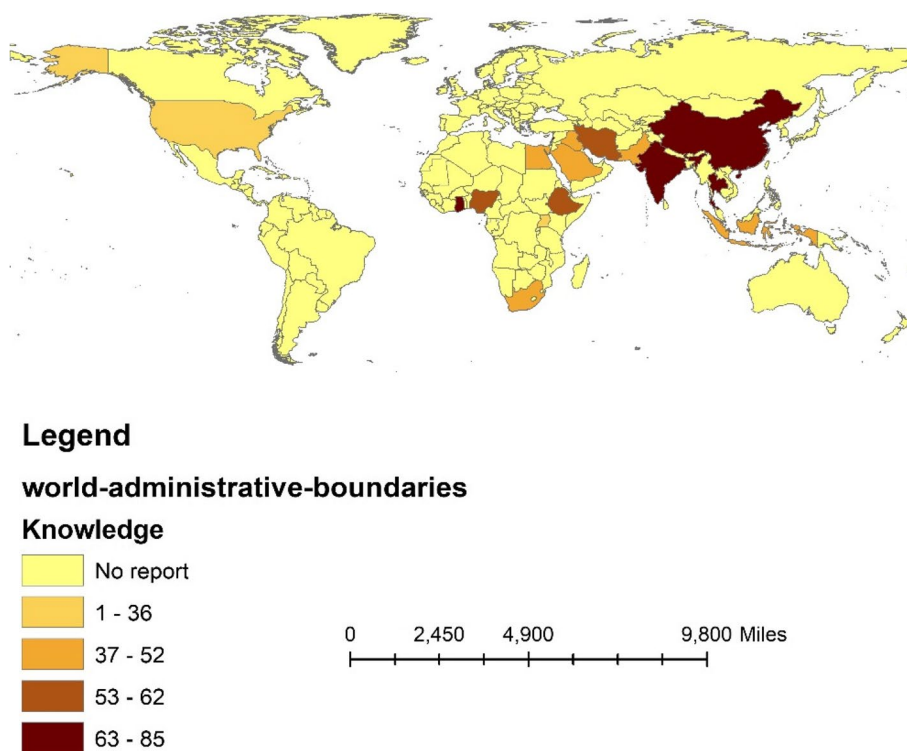 Legend
world-administrative-boundaries
Knowledge
No report
1 - 36
37 - 52
53 - 62
63 - 85
0 2,450 4,900 9,800 Miles